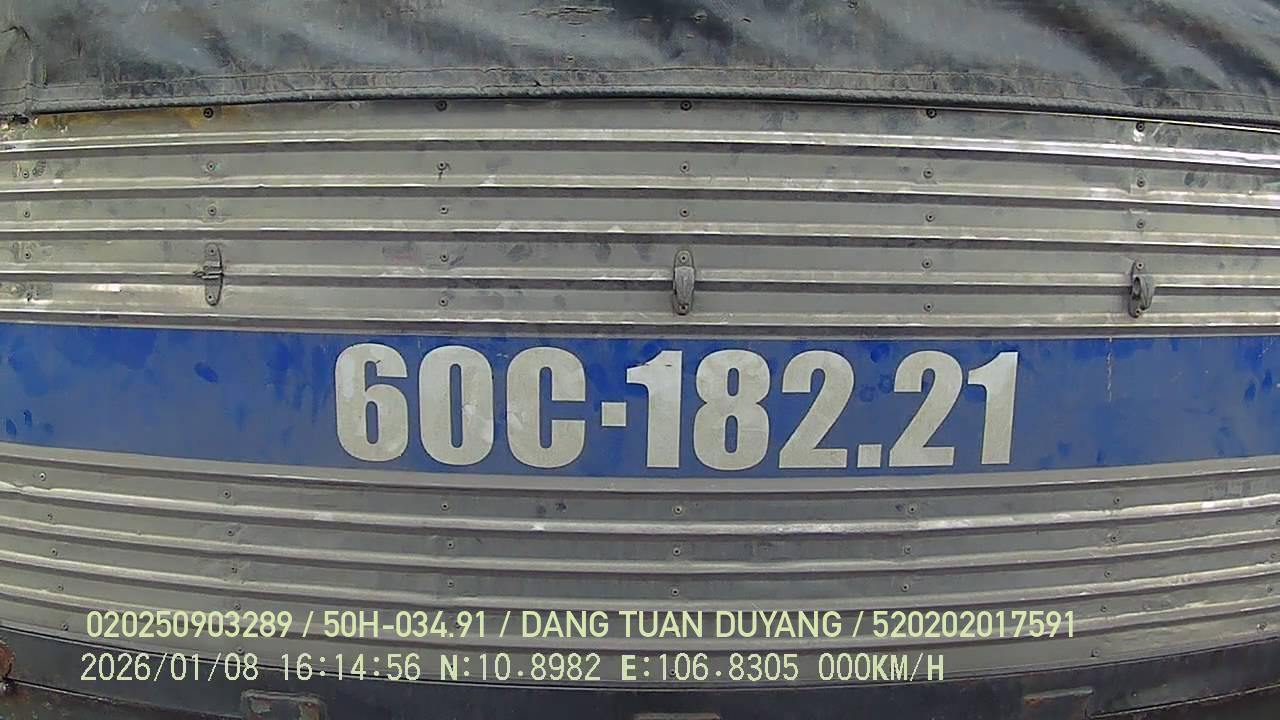 60C-182.21
020250903289 / 50H-034.91 / DANG TUAN DUYANG / 520202017591
2026/01/08 16:14:56 N:10.8982 E:106.8305 000KM/H